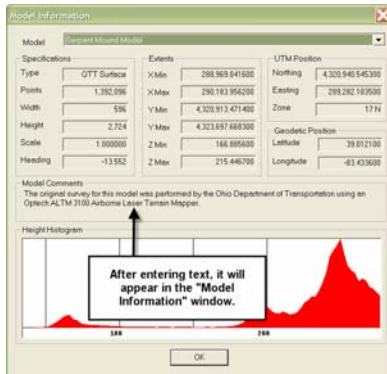 Model Information
Model Serpent Mound Model
Specifications
Type QTT Surface
Points 1,392,096
Width 596
Height 2,724
Scale 1.000000
Heading -13.552
Extents
X Min 288,969.841600
X Max 290,183.956200
Y Min 4,320,913.471400
Y Max 4,323,697.668300
Z Min 166.885600
Z Max 215.446700
UTM Position
Northing 4,320,940.545300
Easting 289,282.183500
Zone 17 N
Geodetic Position
Latitude 39.012100
Longitude -83.433600
Model Comments
The original survey for this model was performed by the Ohio Department of Transportation using an
Optech ALTM 3100 Airborne Laser Terrain Mapper.
Height Histogram
After entering text, it will
appear in the "Model
Information" window.
180 200
OK